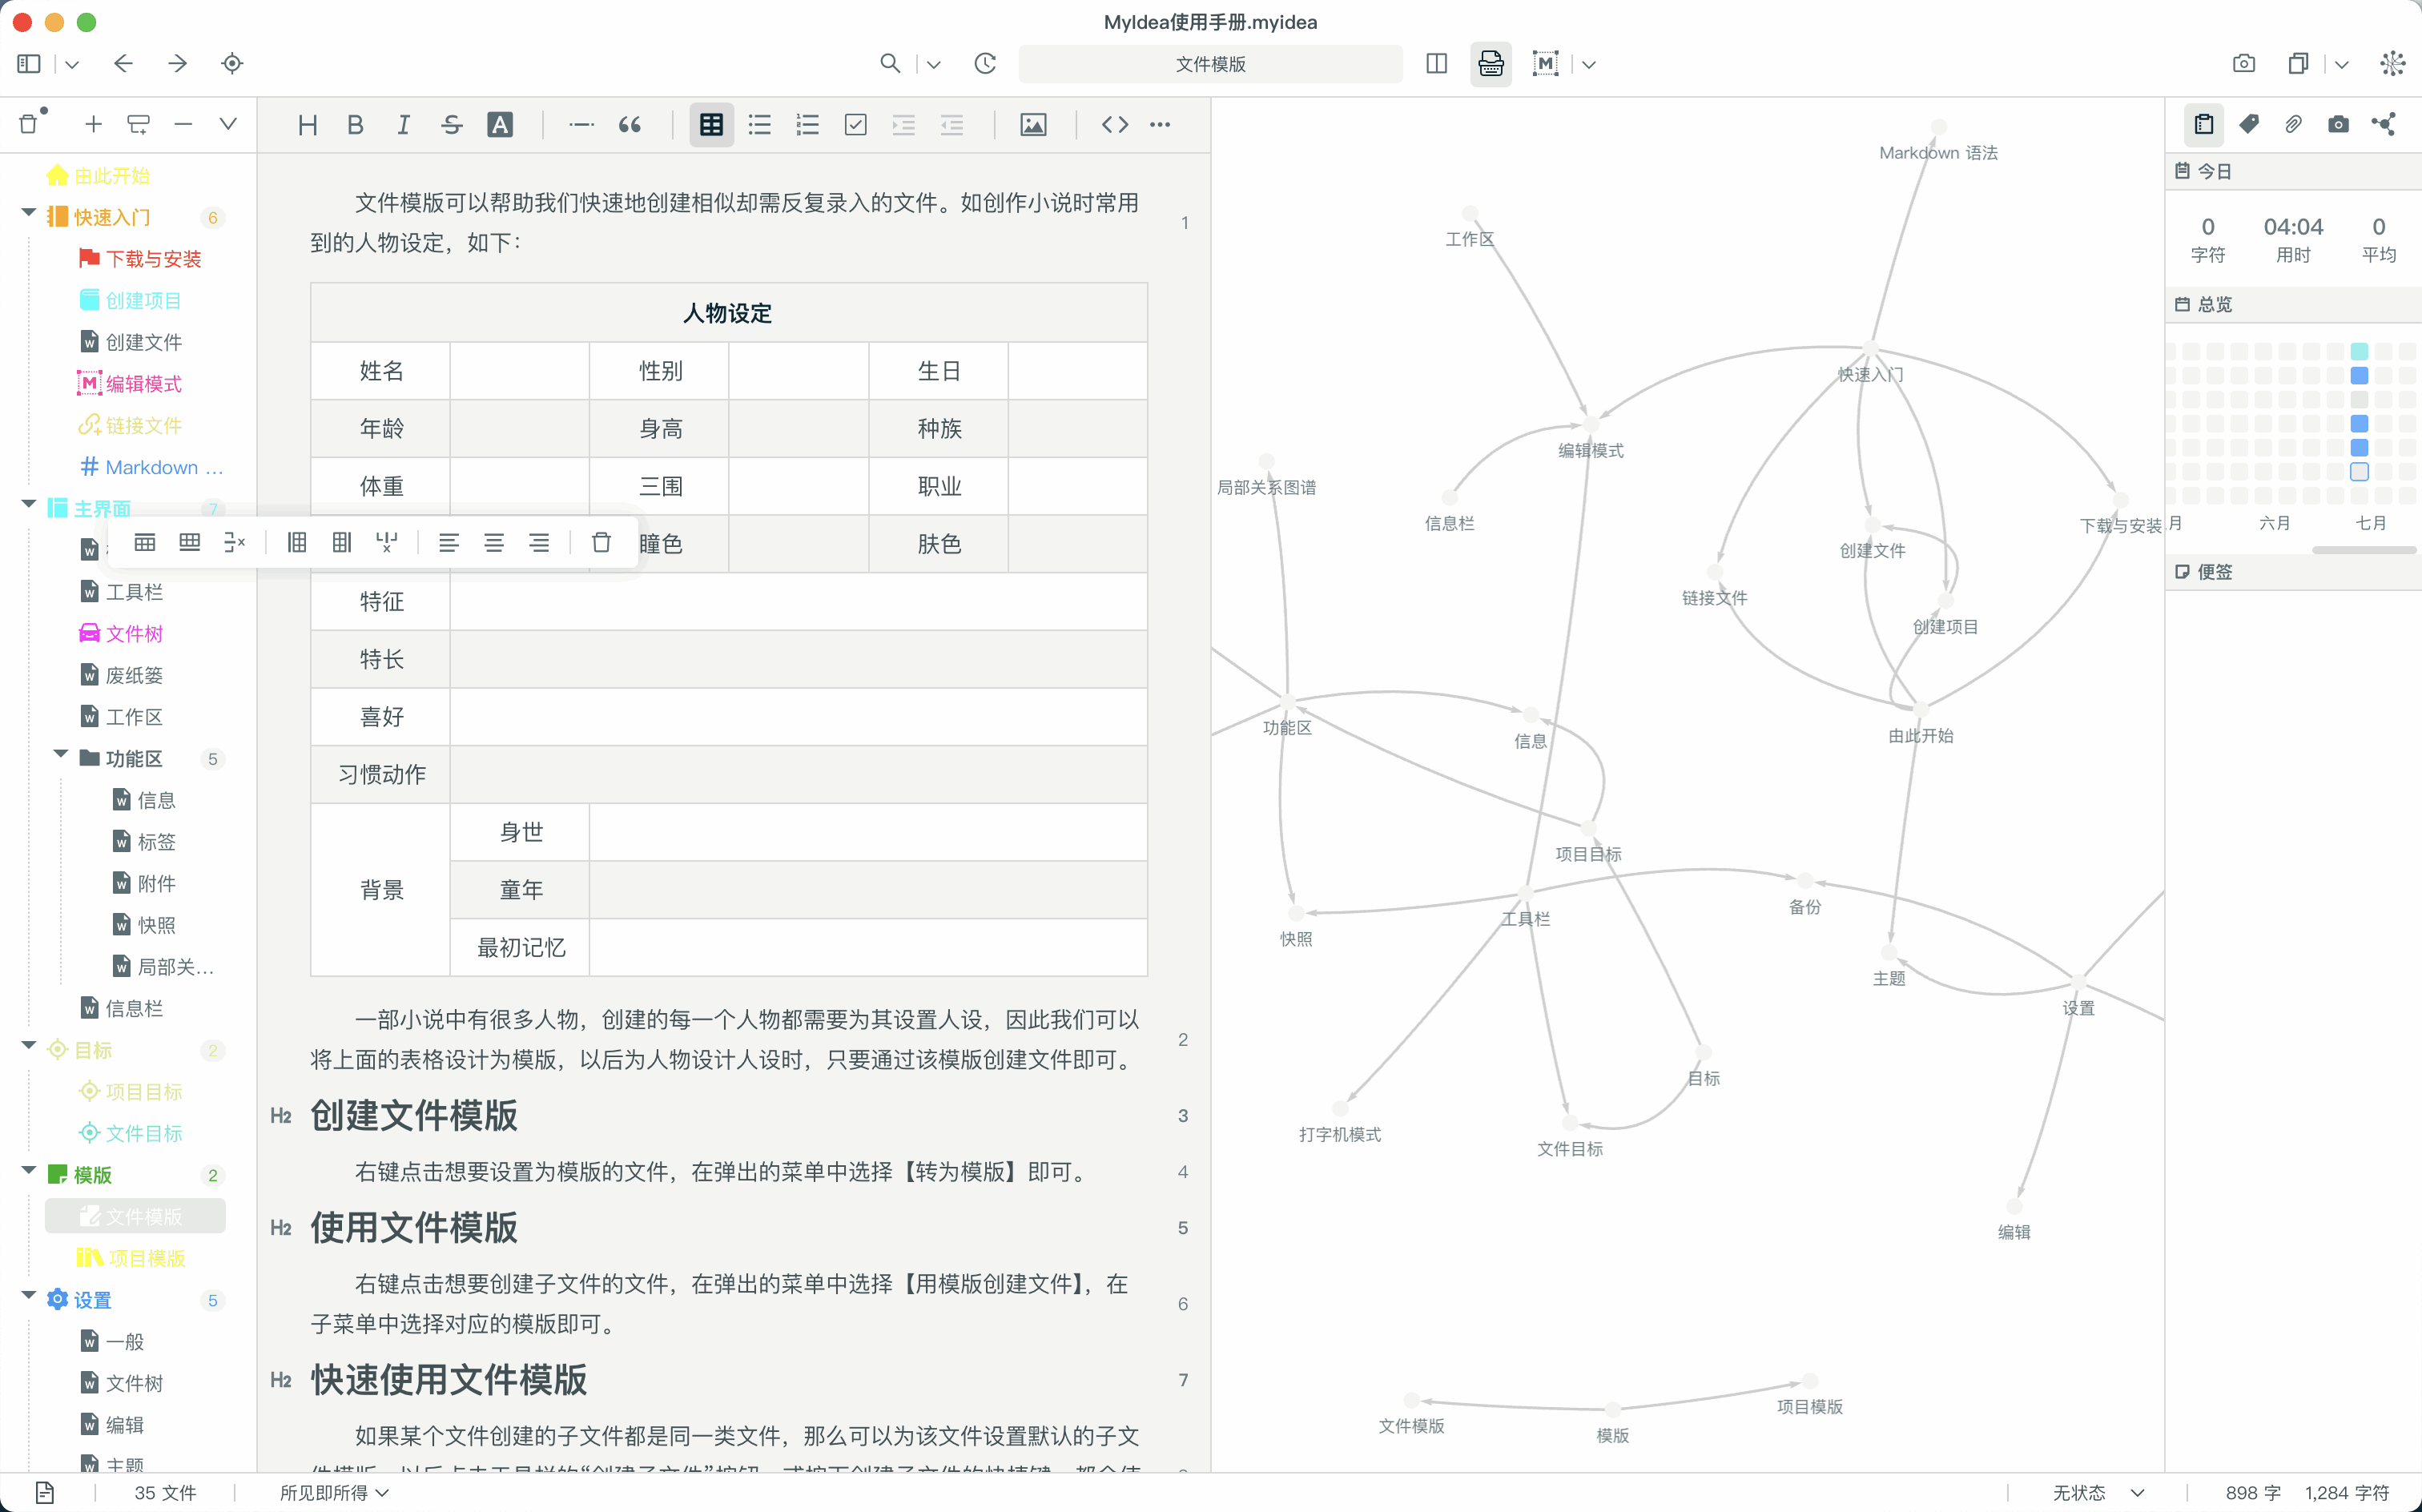 MyIdea使用手册.myidea
文件模版
由此开始
快速入门 6
下载与安装
创建项目
创建文件
编辑模式
链接文件
Markdown ...
主界面 7
工具栏
文件树
废纸篓
工作区
功能区 5
信息
标签
附件
快照
局部关...
信息栏
目标 2
项目目标
文件目标
模版 2
文件模版
项目模版
设置 5
一般
文件树
编辑
主题
文件模版可以帮助我们快速地创建相似却需反复录入的文件。如创作小说时常用
到的人物设定，如下：
1
人物设定
姓名 性别 生日
年龄 身高 种族
体重 三围 职业
瞳色 肤色
特征
特长
喜好
习惯动作
背景
身世
童年
最初记忆
一部小说中有很多人物，创建的每一个人物都需要为其设置人设，因此我们可以
将上面的表格设计为模版，以后为人物设计人设时，只要通过该模版创建文件即可。
2
H2 创建文件模版 3
右键点击想要设置为模版的文件，在弹出的菜单中选择【转为模版】即可。 4
H2 使用文件模版 5
右键点击想要创建子文件的文件，在弹出的菜单中选择【用模版创建文件】，在
子菜单中选择对应的模版即可。
6
H2 快速使用文件模版 7
如果某个文件创建的子文件都是同一类文件，那么可以为该文件设置默认的子文
Markdown 语法
工作区
快速入门
编辑模式
局部关系图谱
信息栏
下载与安装
创建文件
链接文件
创建项目
功能区
信息
由此开始
项目目标
工具栏
备份
快照
主题
设置
目标
打字机模式
文件目标
编辑
文件模版
模版
项目模版
今日
0 04:04 0
字符 用时 平均
总览
月 六月 七月
便签
35 文件
所见即所得
无状态
898 字
1,284 字符